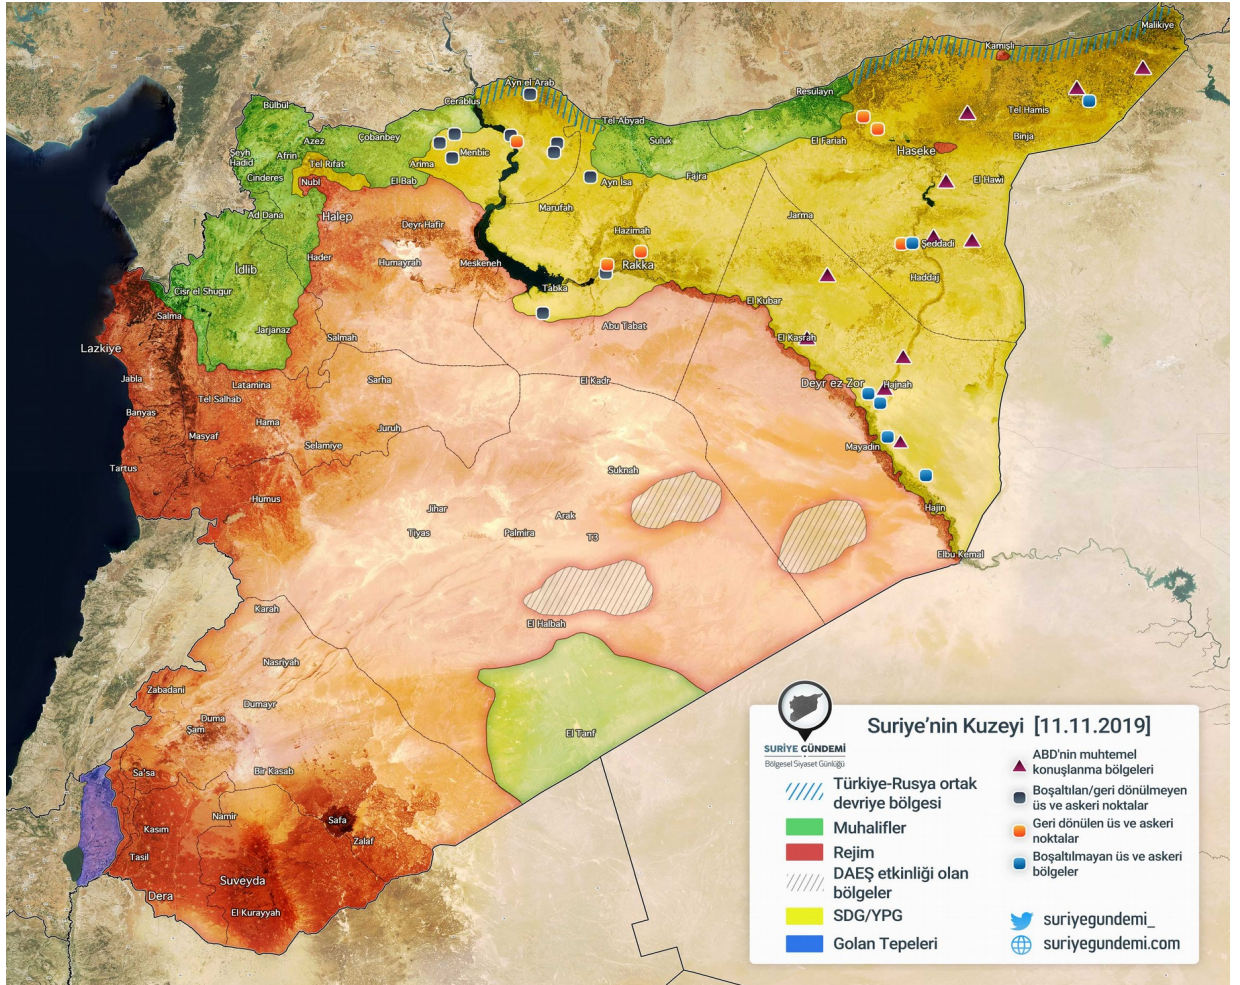 Malikiye
Kamışlı
Ayn el Arab
Resulayn
Cerablus
Bülbül
Tel Hamis
Tel Abyad
Azez
Çobanbey
Suluk
El Fariah
Binja
Şeyh
Hadid
Afrin
Tel Rıfat
Arima
Menbic
Haseke
Cinderes
Nubl
El Bab
Ayn İsa
Fajra
El Hawi
Ad Dana
Halep
Deyr Hafir
Marufah
Jarma
Hazimah
Şeddadi
Hader
Humayrah
Meskeneh
Rakka
İdlib
Haddaj
Cisr el Shugur
Tabka
El Kubar
Salma
Jarjanaz
Salmah
Abu Tabat
El Kasrah
Lazkiye
Jabla
Latamina
Sarha
El Kadr
Deyr ez Zor
Hajnah
Tel Salhab
Banyas
Hama
Masyaf
Juruh
Selamiye
Mayadin
Tartus
Suknah
Humus
Jihar
Arak
Hajin
Tiyas
Palmira
T3
Elbu Kemal
Karah
El Halbah
Nasriyah
Zabadani
Dumayr
Duma
Şam
El Tanf
Sa'sa
Bir Kasab
Namir
Safa
Kasım
Zalaf
Tasil
Suveyda
Dera
El Kurayyah
SURİYE GÜNDEMİ
Bölgesel Siyaset Günlüğü
Suriye'nin Kuzeyi [11.11.2019]
Türkiye-Rusya ortak
devriye bölgesi
Muhalifler
Rejim
DAEŞ etkinliği olan
bölgeler
SDG/YPG
Golan Tepeleri
ABD'nin muhtemel
konuşlanma bölgeleri
Boşaltılan/geri dönülmeyen
üs ve askeri noktalar
Geri dönülen üs ve askeri
noktalar
Boşaltılmayan üs ve askeri
bölgeler
suriyegundemi_
suriyegundemi.com